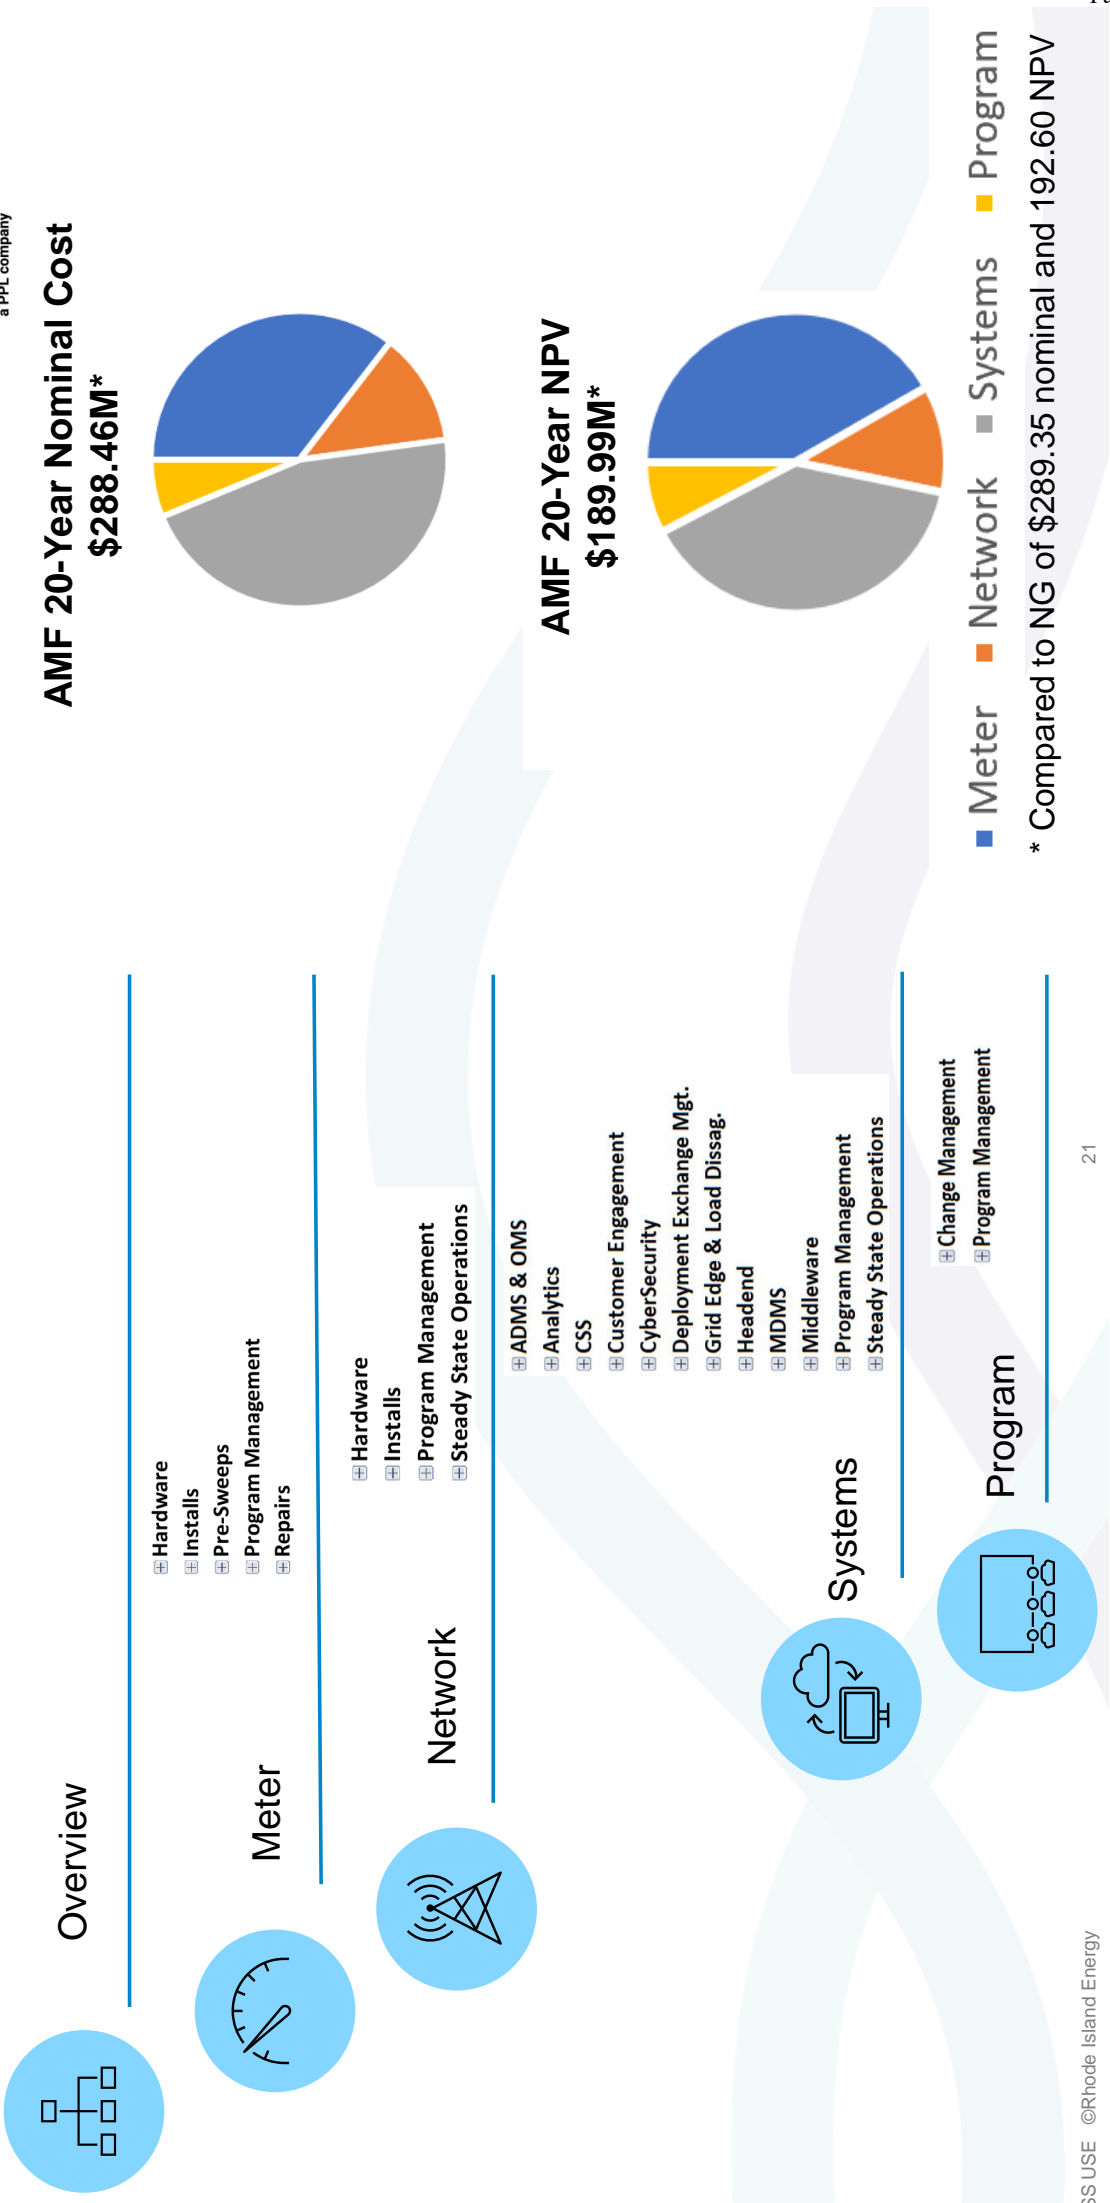 a PPL company
Overview
Meter
Hardware
Installs
Pre-Sweeps
Program Management
Repairs
Network
Hardware
Installs
Program Management
Steady State Operations
Systems
ADMS & OMS
Analytics
CSS
Customer Engagement
CyberSecurity
Deployment Exchange Mgt.
Grid Edge & Load Dissag.
Headend
MDMS
Middleware
Program Management
Steady State Operations
Program
Change Management
Program Management
AMF 20-Year Nominal Cost
$288.46M*
AMF 20-Year NPV
$189.99M*
Meter Network Systems Program
* Compared to NG of $289.35 nominal and 192.60 NPV
SS USE ©Rhode Island Energy
21